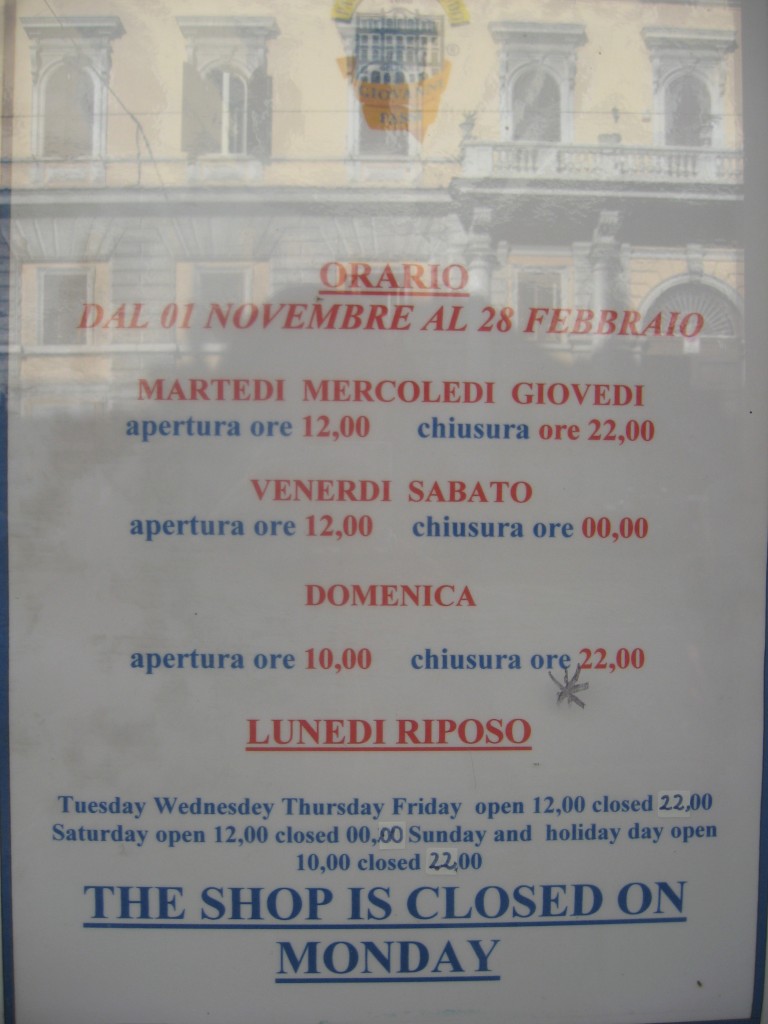 GIOVANNI
FASSI
ORARIO
DAL 01 NOVEMBRE AL 28 FEBBRAIO
MARTEDI MERCOLEDI GIOVEDI
apertura ore 12,00 chiusura ore 22,00
VENERDI SABATO
apertura ore 12,00 chiusura ore 00,00
DOMENICA
apertura ore 10,00 chiusura ore 22,00
LUNEDI RIPOSO
Tuesday Wednesdey Thursday Friday open 12,00 closed 22,00
Saturday open 12,00 closed 00,00 Sunday and holiday day open
10,00 closed 22,00
THE SHOP IS CLOSED ON
MONDAY